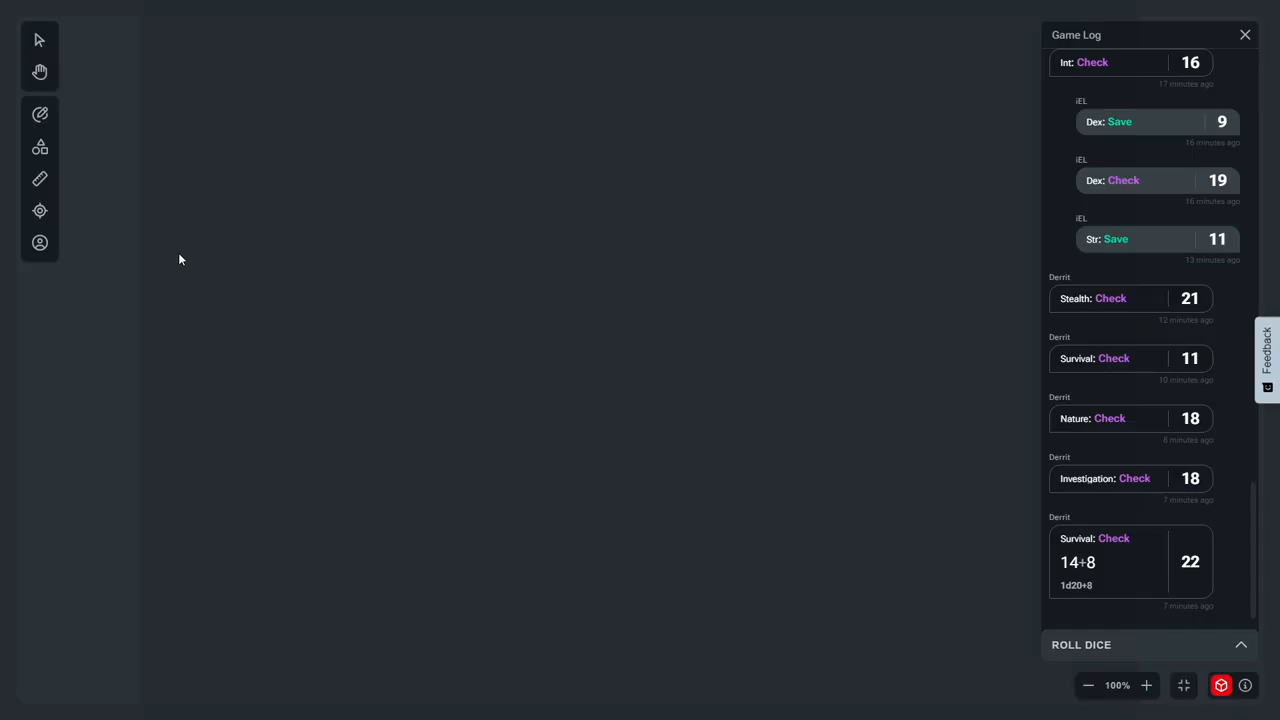 Game Log
Int: Check 16
17 minutes ago
iEL
Dex: Save 9
16 minutes ago
iEL
Dex: Check 19
16 minutes ago
iEL
Str: Save 11
13 minutes ago
Derrit
Stealth: Check 21
12 minutes ago
Derrit
Survival: Check 11
10 minutes ago
Derrit
Nature: Check 18
8 minutes ago
Derrit
Investigation: Check 18
7 minutes ago
Derrit
Survival: Check
14+8 22
1d20+8
7 minutes ago
ROLL DICE
100%
Feedback